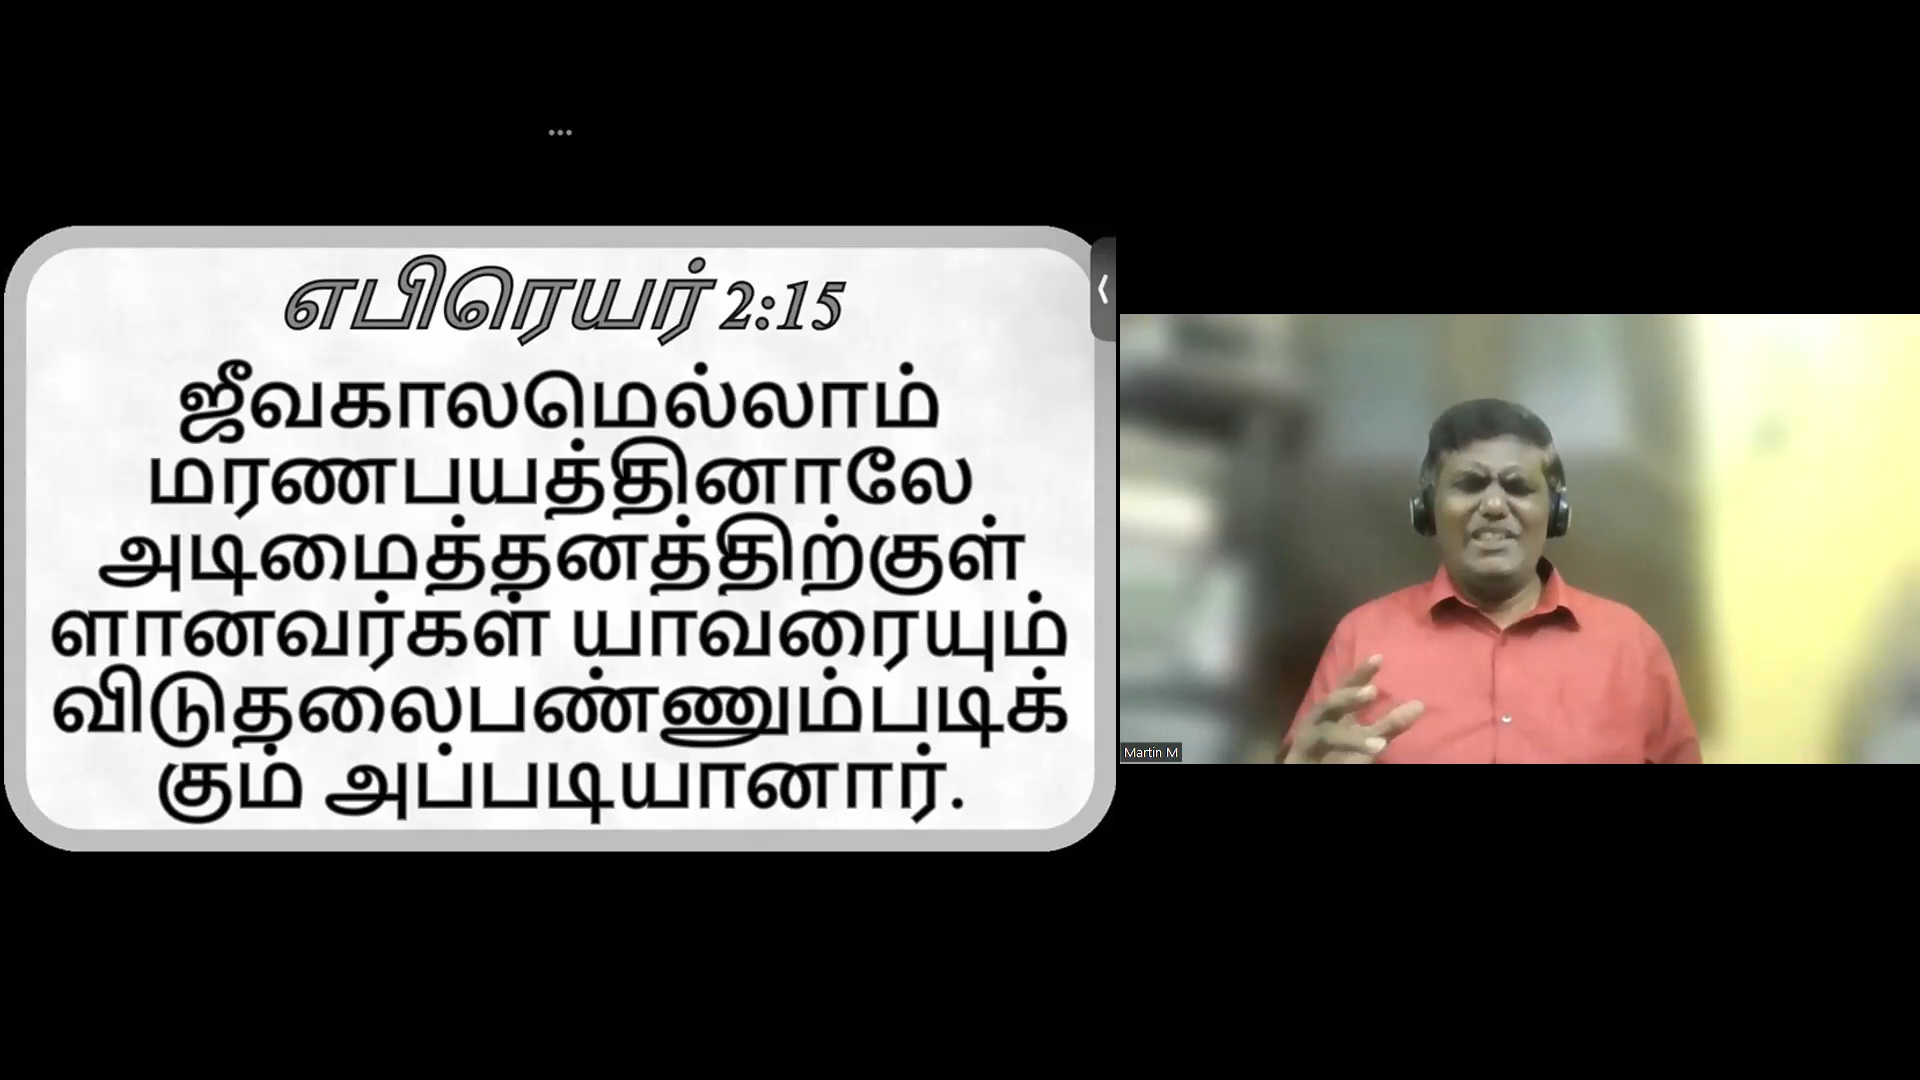 எபிரெயர் 2:15
ஜீவகாலமெல்லாம்
மரணபயத்தினாலே
அடிமைத்தனத்திற்குள்
ளானவர்கள் யாவரையும்
விடுதலைபண்ணும்படிக்
கும் அப்படியானார்.
Martin M